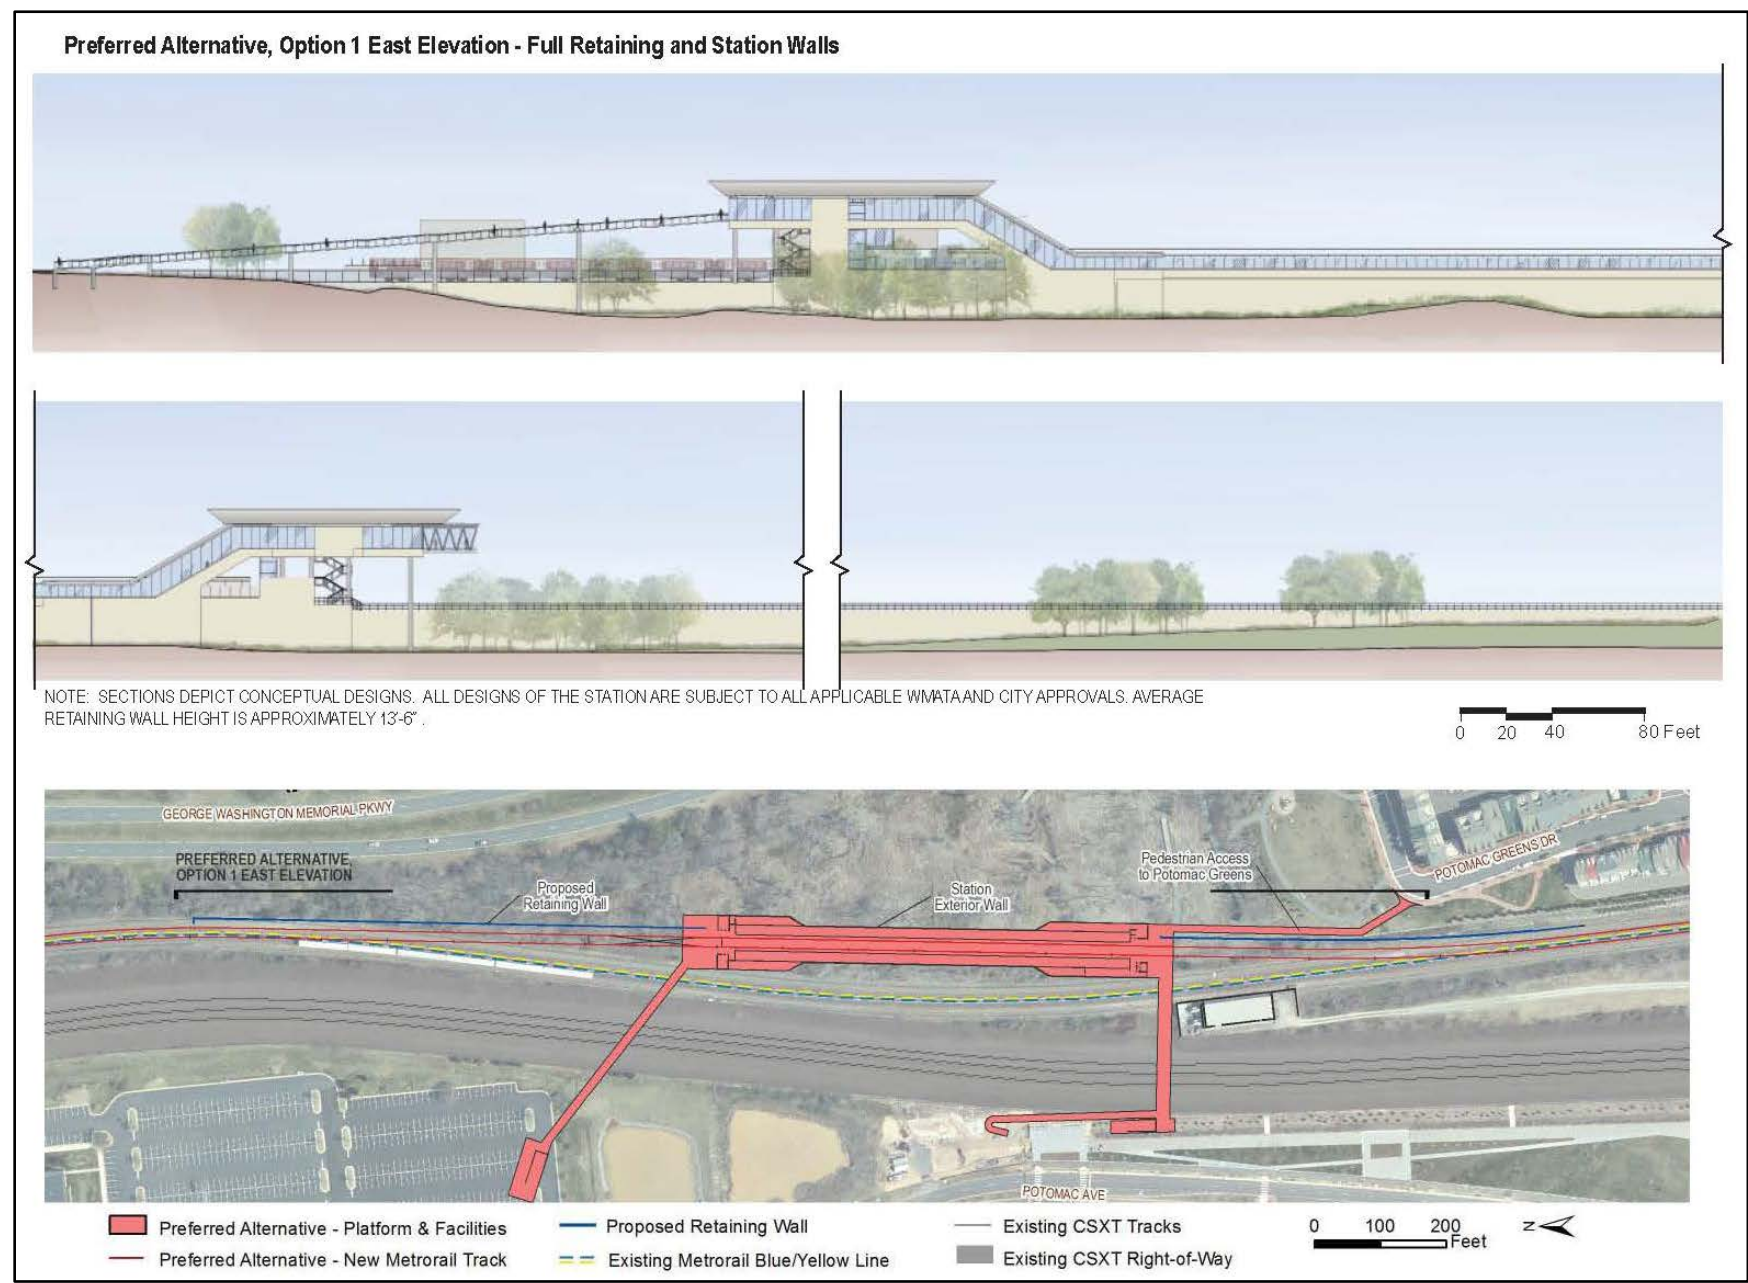 Preferred Alternative, Option 1 East Elevation - Full Retaining and Station Walls
NOTE: SECTIONS DEPICT CONCEPTUAL DESIGNS. ALL DESIGNS OF THE STATION ARE SUBJECT TO ALL APPLICABLE WMATA AND CITY APPROVALS. AVERAGE
RETAINING WALL HEIGHT IS APPROXIMATELY 13'-6".
0 20 40 80 Feet
GEORGE WASHINGTON MEMORIAL PKWY
PREFERRED ALTERNATIVE,
OPTION 1 EAST ELEVATION
Proposed
Retaining Wall
Station
Exterior Wall
Pedestrian Access
to Potomac Greens
POTOMAC GREENS DR
POTOMAC AVE
Preferred Alternative - Platform & Facilities
Preferred Alternative - New Metrorail Track
Proposed Retaining Wall
Existing Metrorail Blue/Yellow Line
Existing CSXT Tracks
Existing CSXT Right-of-Way
0 100 200
Feet
N